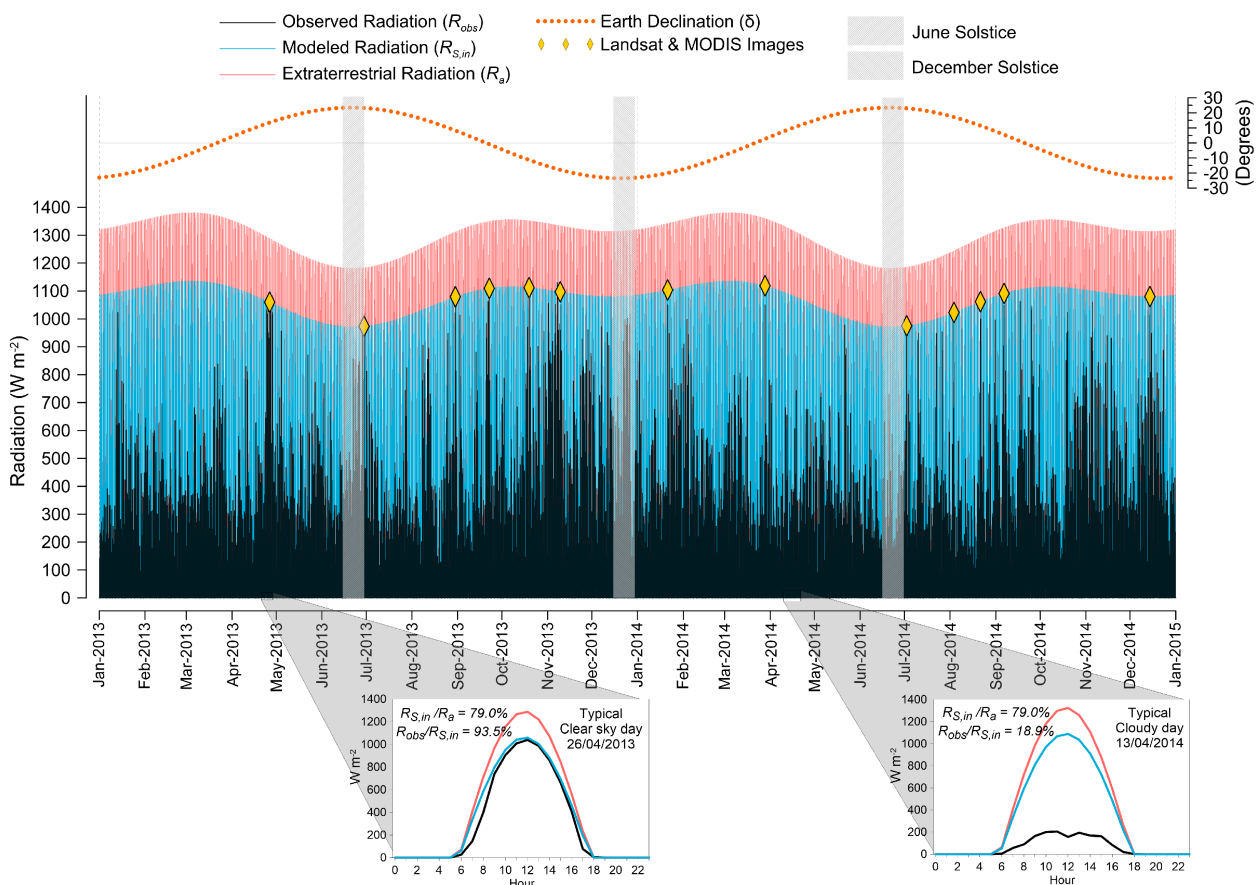 Observed Radiation (Robs)
Modeled Radiation (RS,in)
Extraterrestrial Radiation (Ra)
Earth Declination (δ)
Landsat & MODIS Images
June Solstice
December Solstice
30
20
10
0
-10
-20
-30
(Degrees)
1400
1300
1200
1100
1000
900
800
700
600
500
400
300
200
100
0
Radiation (W m-2)
Jan-2013
Feb-2013
Mar-2013
Apr-2013
May-2013
Jun-2013
Jul-2013
Aug-2013
Sep-2013
Oct-2013
Nov-2013
Dec-2013
Jan-2014
Feb-2014
Mar-2014
Apr-2014
May-2014
Jun-2014
Jul-2014
Aug-2014
Sep-2014
Oct-2014
Nov-2014
Dec-2014
Jan-2015
1400
1200
1000
800
600
400
200
0
W m-2
RS,in /Ra = 79.0%
Robs/RS,in = 93.5%
Typical
Clear sky day
26/04/2013
0 2 4 6 8 10 12 14 16 18 20 22
Hour
1400
1200
1000
800
600
400
200
0
W m-2
RS,in /Ra = 79.0%
Robs/RS,in = 18.9%
Typical
Cloudy day
13/04/2014
0 2 4 6 8 10 12 14 16 18 20 22
Hour